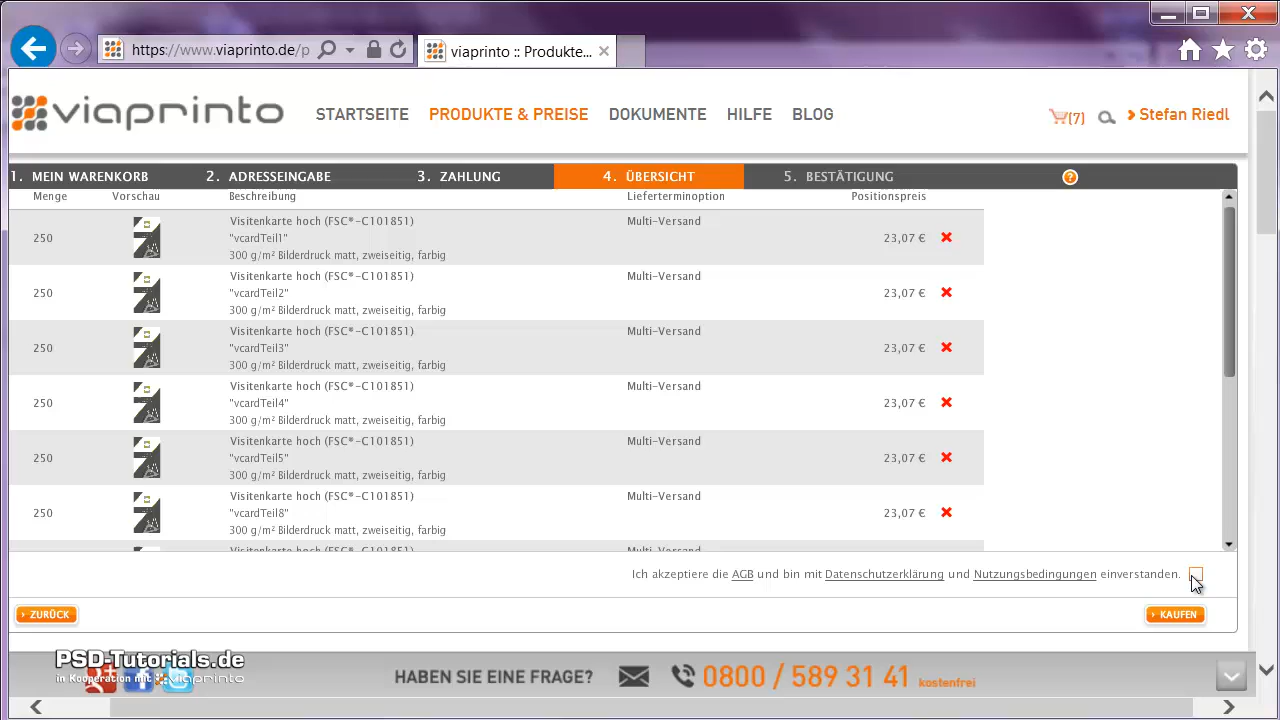 https://www.viaprinto.de/p
viaprinto :: Produkte...
viaprinto
STARTSEITE
PRODUKTE & PREISE
DOKUMENTE
HILFE
BLOG
(7)
Stefan Riedl
1. MEIN WARENKORB
2. ADRESSEINGABE
3. ZAHLUNG
4. ÜBERSICHT
5. BESTÄTIGUNG
?
Menge Vorschau Beschreibung Lieferterminoption Positionspreis
Visitenkarte hoch (FSC®-C101851) Multi-Versand
250 "vcardTeil1" 23,07 €
300 g/m² Bilderdruck matt, zweiseitig, farbig
Visitenkarte hoch (FSC®-C101851) Multi-Versand
250 "vcardTeil2" 23,07 €
300 g/m² Bilderdruck matt, zweiseitig, farbig
Visitenkarte hoch (FSC®-C101851) Multi-Versand
250 "vcardTeil3" 23,07 €
300 g/m² Bilderdruck matt, zweiseitig, farbig
Visitenkarte hoch (FSC®-C101851) Multi-Versand
250 "vcardTeil4" 23,07 €
300 g/m² Bilderdruck matt, zweiseitig, farbig
Visitenkarte hoch (FSC®-C101851) Multi-Versand
250 "vcardTeil5" 23,07 €
300 g/m² Bilderdruck matt, zweiseitig, farbig
Visitenkarte hoch (FSC®-C101851) Multi-Versand
250 "vcardTeil8" 23,07 €
300 g/m² Bilderdruck matt, zweiseitig, farbig
Ich akzeptiere die AGB und bin mit Datenschutzerklärung und Nutzungsbedingungen einverstanden.
ZURÜCK
KAUFEN
PSD-Tutorials.de
in Kooperation mit viaprinto
HABEN SIE EINE FRAGE?
0800 / 589 31 41 kostenfrei